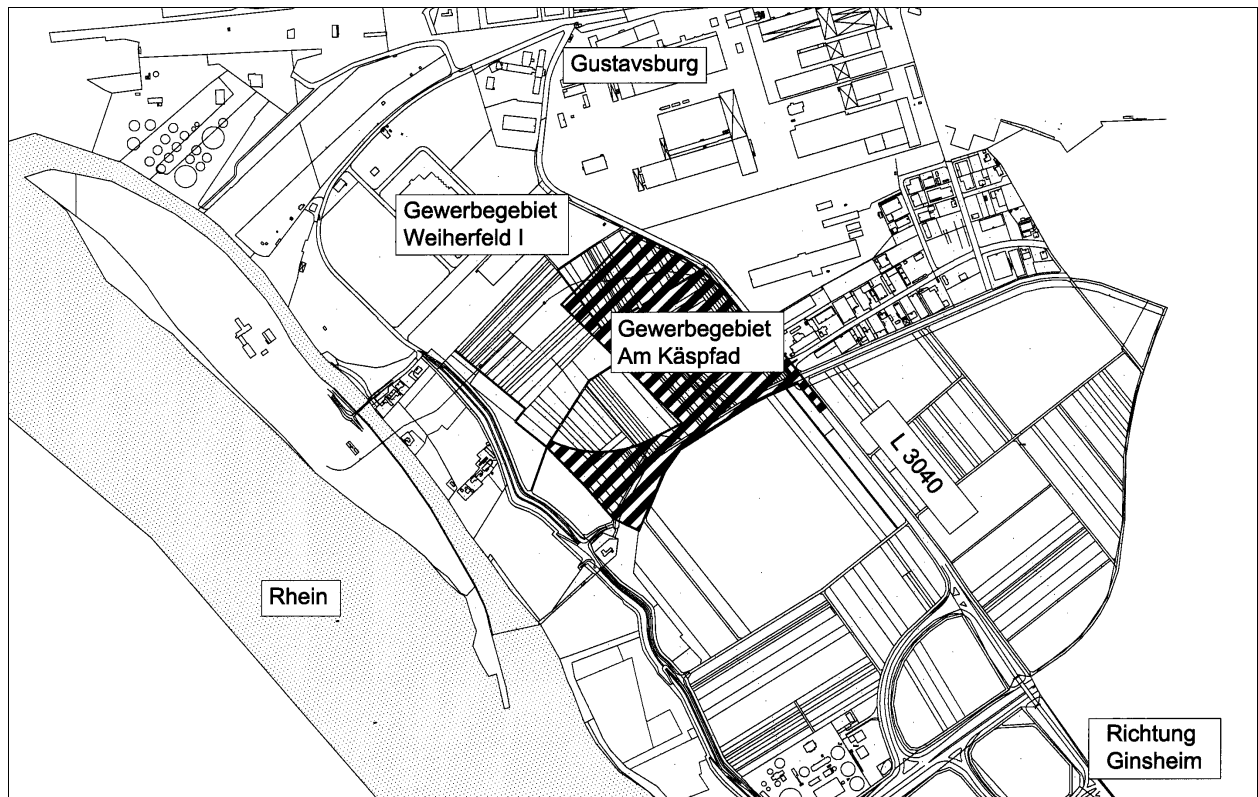 Gustavsburg
Gewerbegebiet
Weiherfeld I
Gewerbegebiet
Am Käspfad
L 3040
Rhein
Richtung
Ginsheim